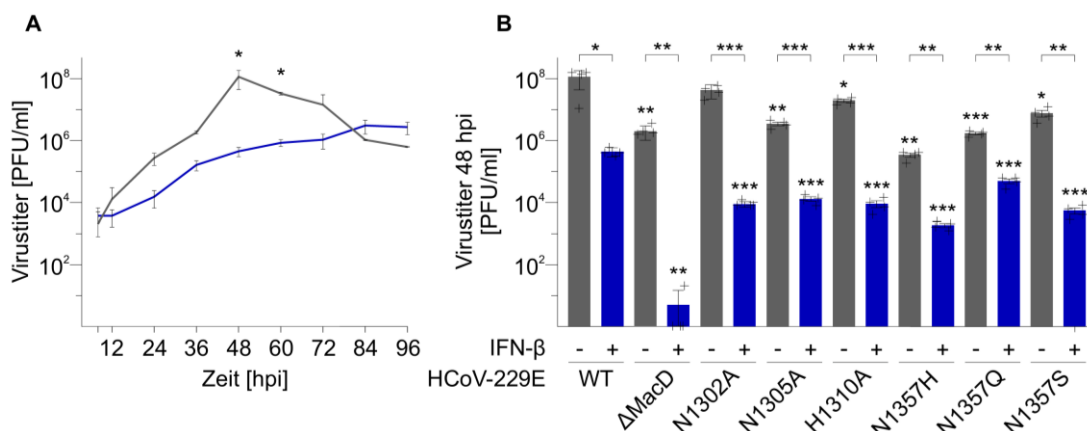 A
Virustiter [PFU/ml]
10^8
10^6
10^4
10^2
*
*
12 24 36 48 60 72 84 96
Zeit [hpi]
B
Virustiter 48 hpi
[PFU/ml]
10^8
10^6
10^4
10^2
* ** *** *** *** ** ** **
** ** * ** *** *
** *** *** *** *** *** ***
IFN-β - + - + - + - + - + - + - + - +
HCoV-229E WT ΔMacD N1302A N1305A H1310A N1357H N1357Q N1357S